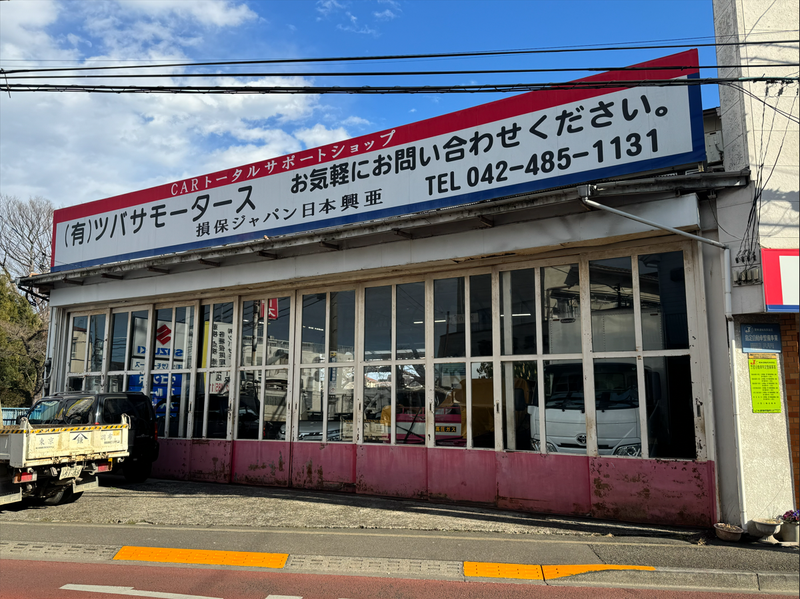 CARトータルサポートショップ
(有)ツバサモータース
お気軽にお問い合わせください。
損保ジャパン日本興亜
TEL 042-485-1131
SUZUKI